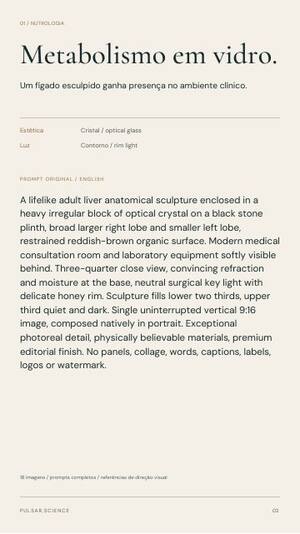 01 / NUTROLOGIA
Metabolismo em vidro.
Um fígado esculpido ganha presença no ambiente clínico.
Estética Cristal / optical glass
Luz Contorno / rim light
PROMPT ORIGINAL / ENGLISH
A lifelike adult liver anatomical sculpture enclosed in a
heavy irregular block of optical crystal on a black stone
plinth, broad larger right lobe and smaller left lobe,
restrained reddish-brown organic surface. Modern medical
consultation room and laboratory equipment softly visible
behind. Three-quarter close view, convincing refraction
and moisture at the base, neutral surgical key light with
delicate honey rim. Sculpture fills lower two thirds, upper
third quiet and dark. Single uninterrupted vertical 9:16
image, composed natively in portrait. Exceptional
photoreal detail, physically believable materials, premium
editorial finish. No panels, collage, words, captions, labels,
logos or watermark.
18 imagens / prompts completos / referências de direção visual
PULSAR.SCIENCE